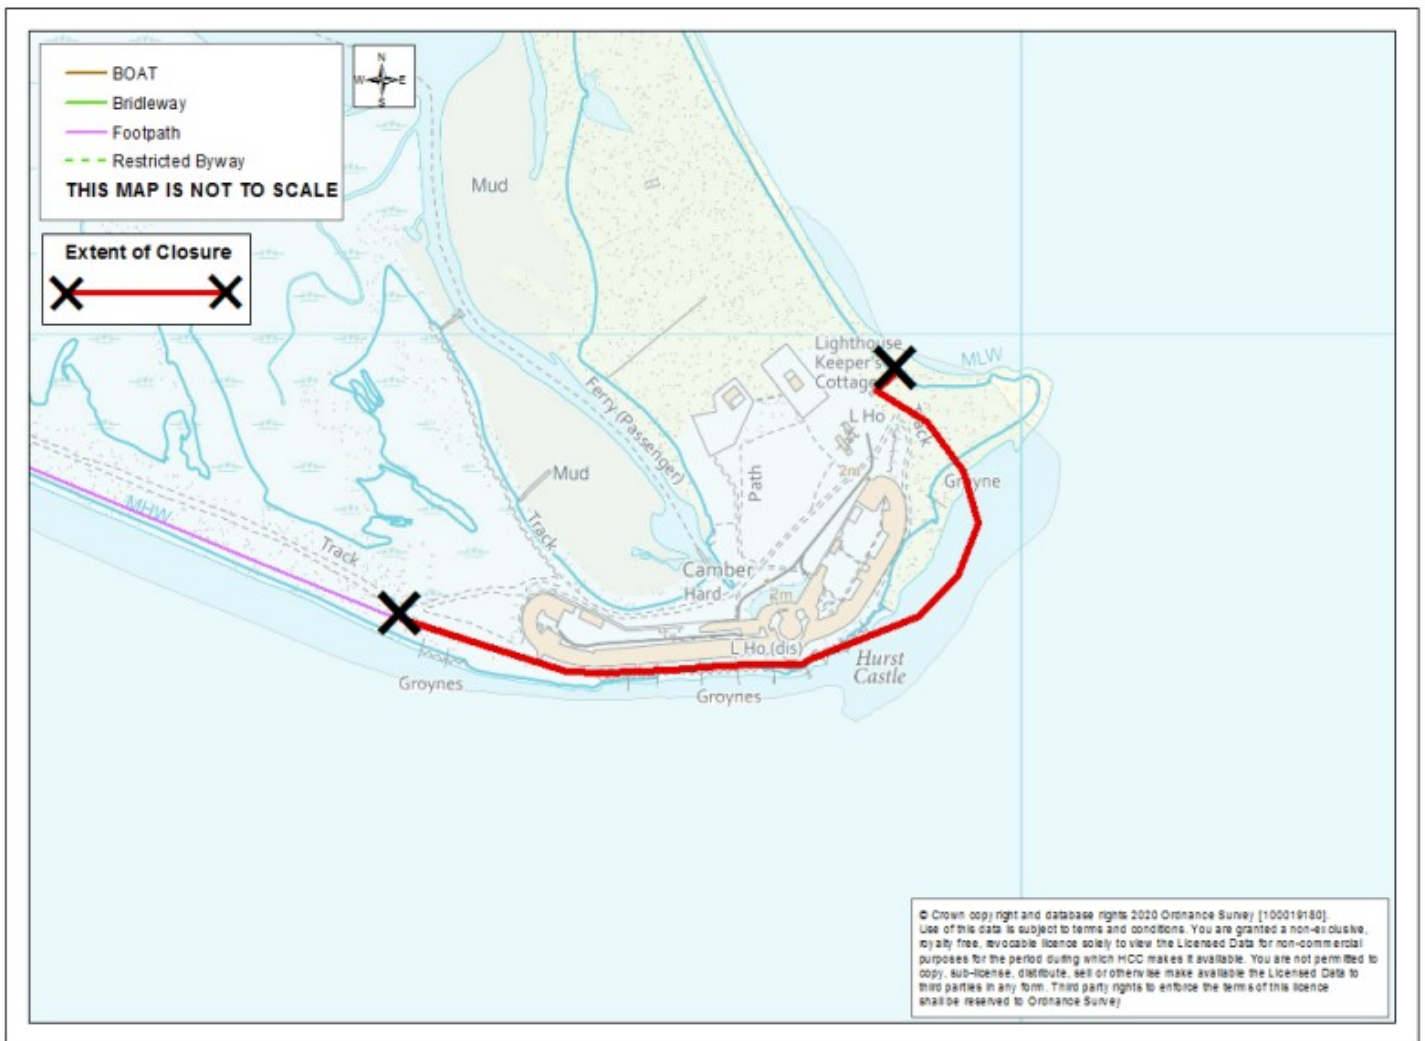 BOAT
Bridleway
Footpath
Restricted Byway
THIS MAP IS NOT TO SCALE
N
W E
S
Extent of Closure
Mud
Lighthouse
Keeper's
Cottage
MLW
L Ho
Track
2m
Groyne
Ferry (Passenger)
Path
Mud
MHW
Track
Track
Camber
Hard
2m
L Ho (dis)
Hurst
Castle
Groynes
Groynes
© Crown copyright and database rights 2020 Ordnance Survey [100019180].
Use of this data is subject to terms and conditions. You are granted a non-exclusive,
royalty free, revocable licence solely to view the Licensed Data for non-commercial
purposes for the period during which HCC makes it available. You are not permitted to
copy, sub-license, distribute, sell or otherwise make available the Licensed Data to
third parties in any form. Third party rights to enforce the terms of this licence
shall be reserved to Ordnance Survey